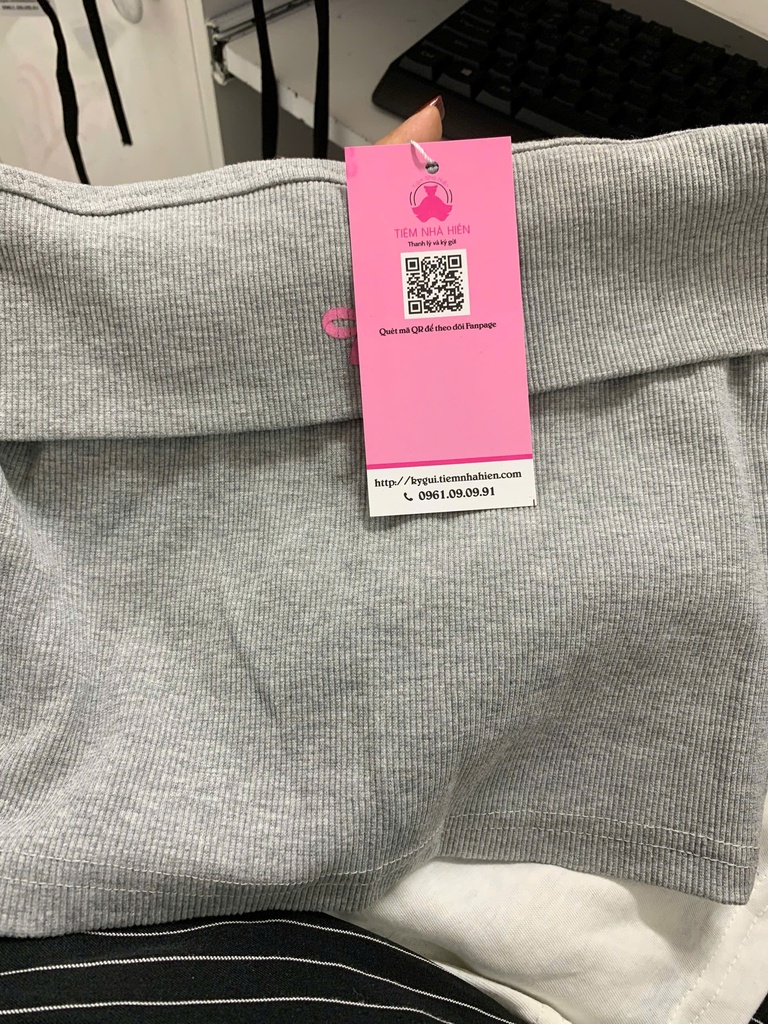 TIỆM NHÀ HIÊN
Thanh lý và ký gửi
Quét mã QR để theo dõi Fanpage
http://kygui.tiemnhahien.com
0961.09.09.91